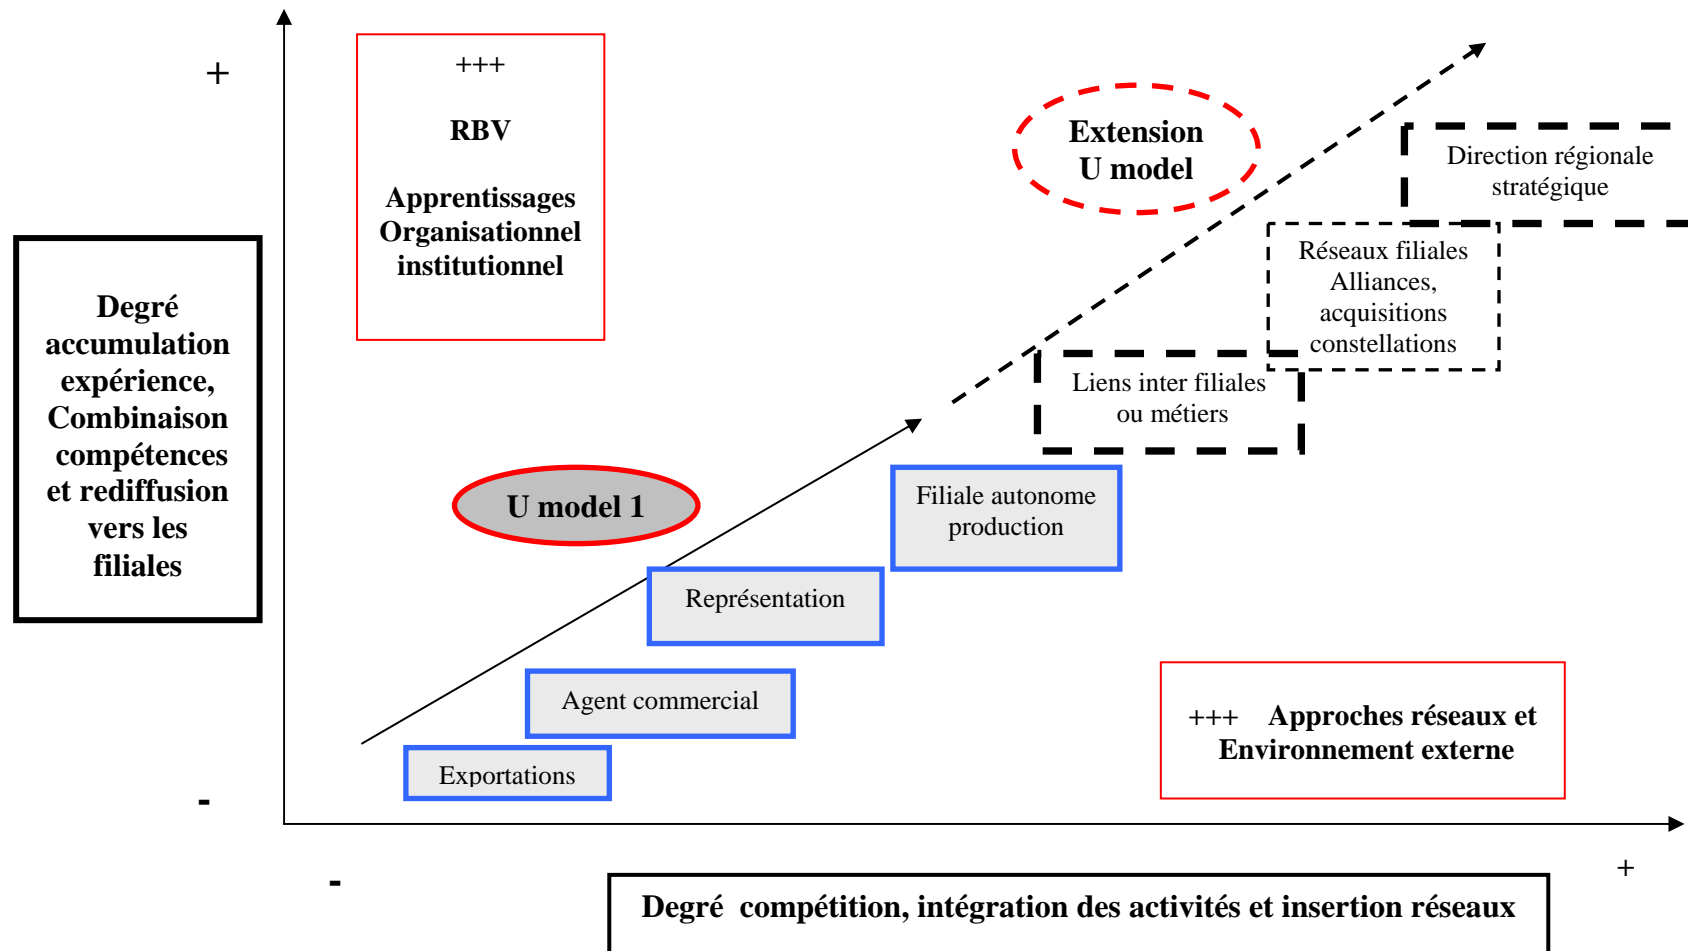 +
+++
RBV
Apprentissages
Organisationnel
institutionnel
Extension
U model
Direction régionale
stratégique
Réseaux filiales
Alliances,
acquisitions
constellations
Liens inter filiales
ou métiers
Degré
accumulation
expérience,
Combinaison
compétences
et rediffusion
vers les
filiales
U model 1
Filiale autonome
production
Représentation
Agent commercial
Exportations
+++ Approches réseaux et
Environnement externe
-
-
+
Degré compétition, intégration des activités et insertion réseaux